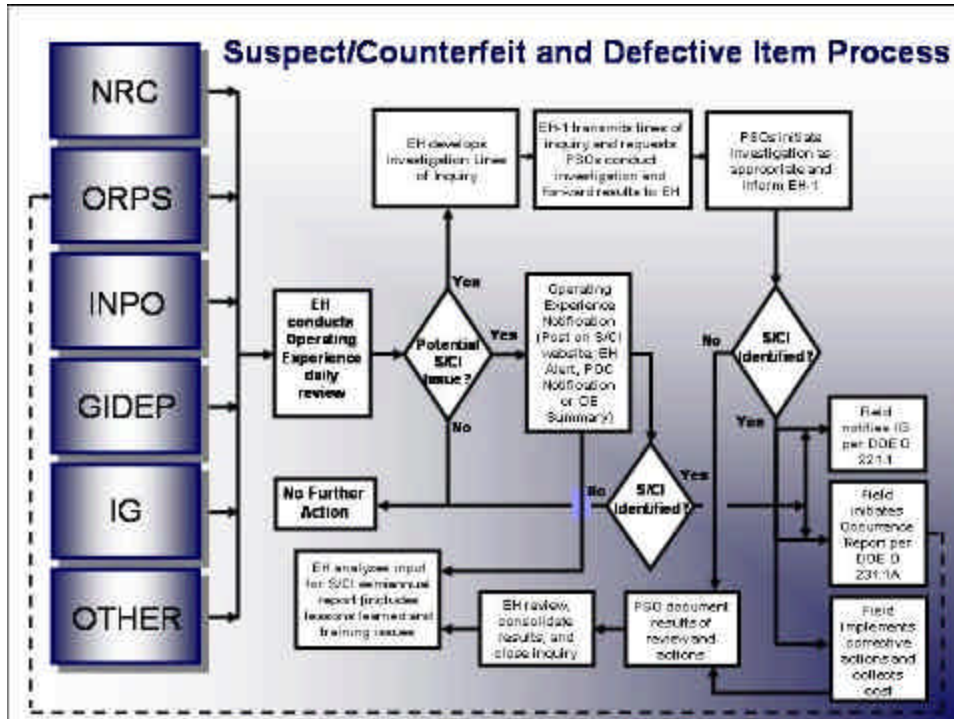 Suspect/Counterfeit and Defective Item Process
NRC
ORPS
INPO
GIDEP
IG
OTHER
EH
conducts
Operating
Experience
daily
review
Potential
S/CI
Issue?
Yes
Yes
No
No Further
Action
EH develops
Investigation Lines
of Inquiry
EH-1 transmits lines of
inquiry and requests
PSOs conduct
investigation and
forward results to EH
PSOs initiate
investigation as
appropriate and
inform EH-1
Operating
Experience
Notification
(Post on S/CI
website, EH
Alert, POC
Notification
or OE
Summary)
S/CI
Identified?
No
Yes
S/CI
Identified?
No
Yes
Field
notifies IG
per DOE O
221.1
Field
initiates
Occurrence
Report per
DOE O
231.1A
Field
implements
corrective
actions and
collects
cost
PSO document
results of
review and
actions
EH review,
consolidate
results, and
close inquiry
EH analyzes input
for S/CI semiannual
report (includes
lessons learned and
training issues